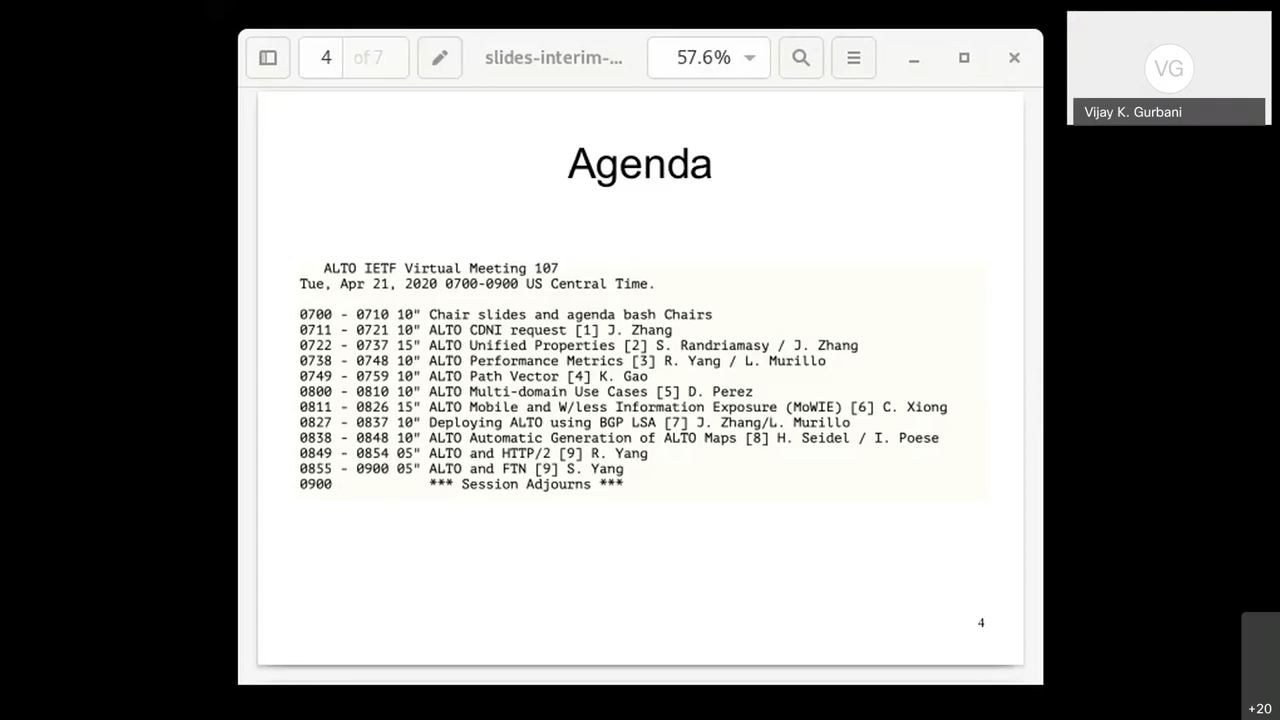 4 of 7 slides-interim-... 57.6%
VG
Vijay K. Gurbani
Agenda
ALTO IETF Virtual Meeting 107
Tue, Apr 21, 2020 0700-0900 US Central Time.
0700 - 0710 10" Chair slides and agenda bash Chairs
0711 - 0721 10" ALTO CDNI request [1] J. Zhang
0722 - 0737 15" ALTO Unified Properties [2] S. Randriamasy / J. Zhang
0738 - 0748 10" ALTO Performance Metrics [3] R. Yang / L. Murillo
0749 - 0759 10" ALTO Path Vector [4] K. Gao
0800 - 0810 10" ALTO Multi-domain Use Cases [5] D. Perez
0811 - 0826 15" ALTO Mobile and W/less Information Exposure (MoWIE) [6] C. Xiong
0827 - 0837 10" Deploying ALTO using BGP LSA [7] J. Zhang/L. Murillo
0838 - 0848 10" ALTO Automatic Generation of ALTO Maps [8] H. Seidel / I. Poese
0849 - 0854 05" ALTO and HTTP/2 [9] R. Yang
0855 - 0900 05" ALTO and FTN [9] S. Yang
0900 *** Session Adjourns ***
4
+20